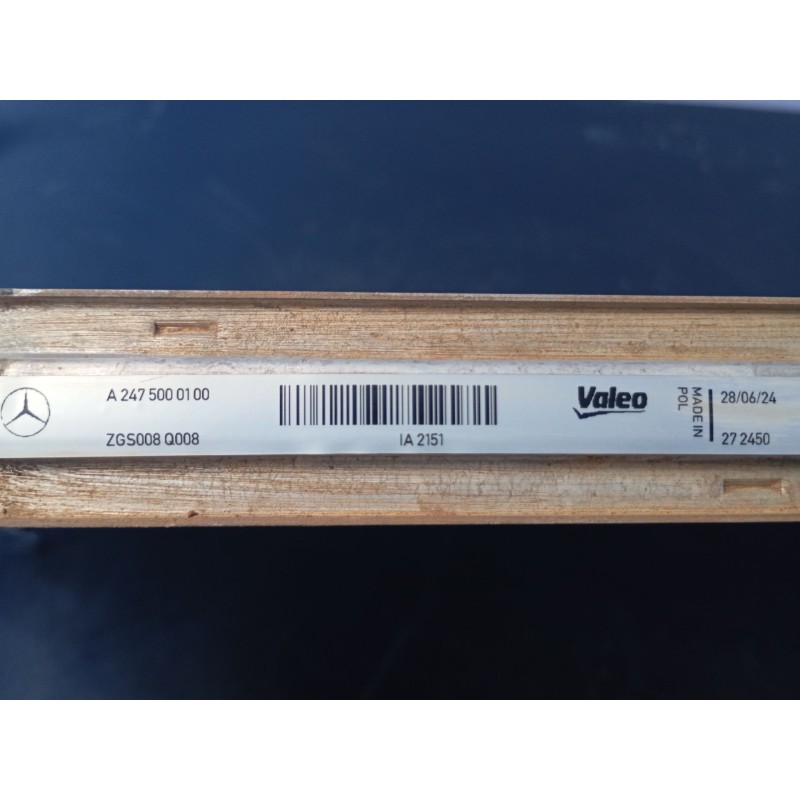 A 247 500 01 00
ZGS008 Q008
IA 2151
Valeo
MADE IN
POL
28/06/24
27 2450